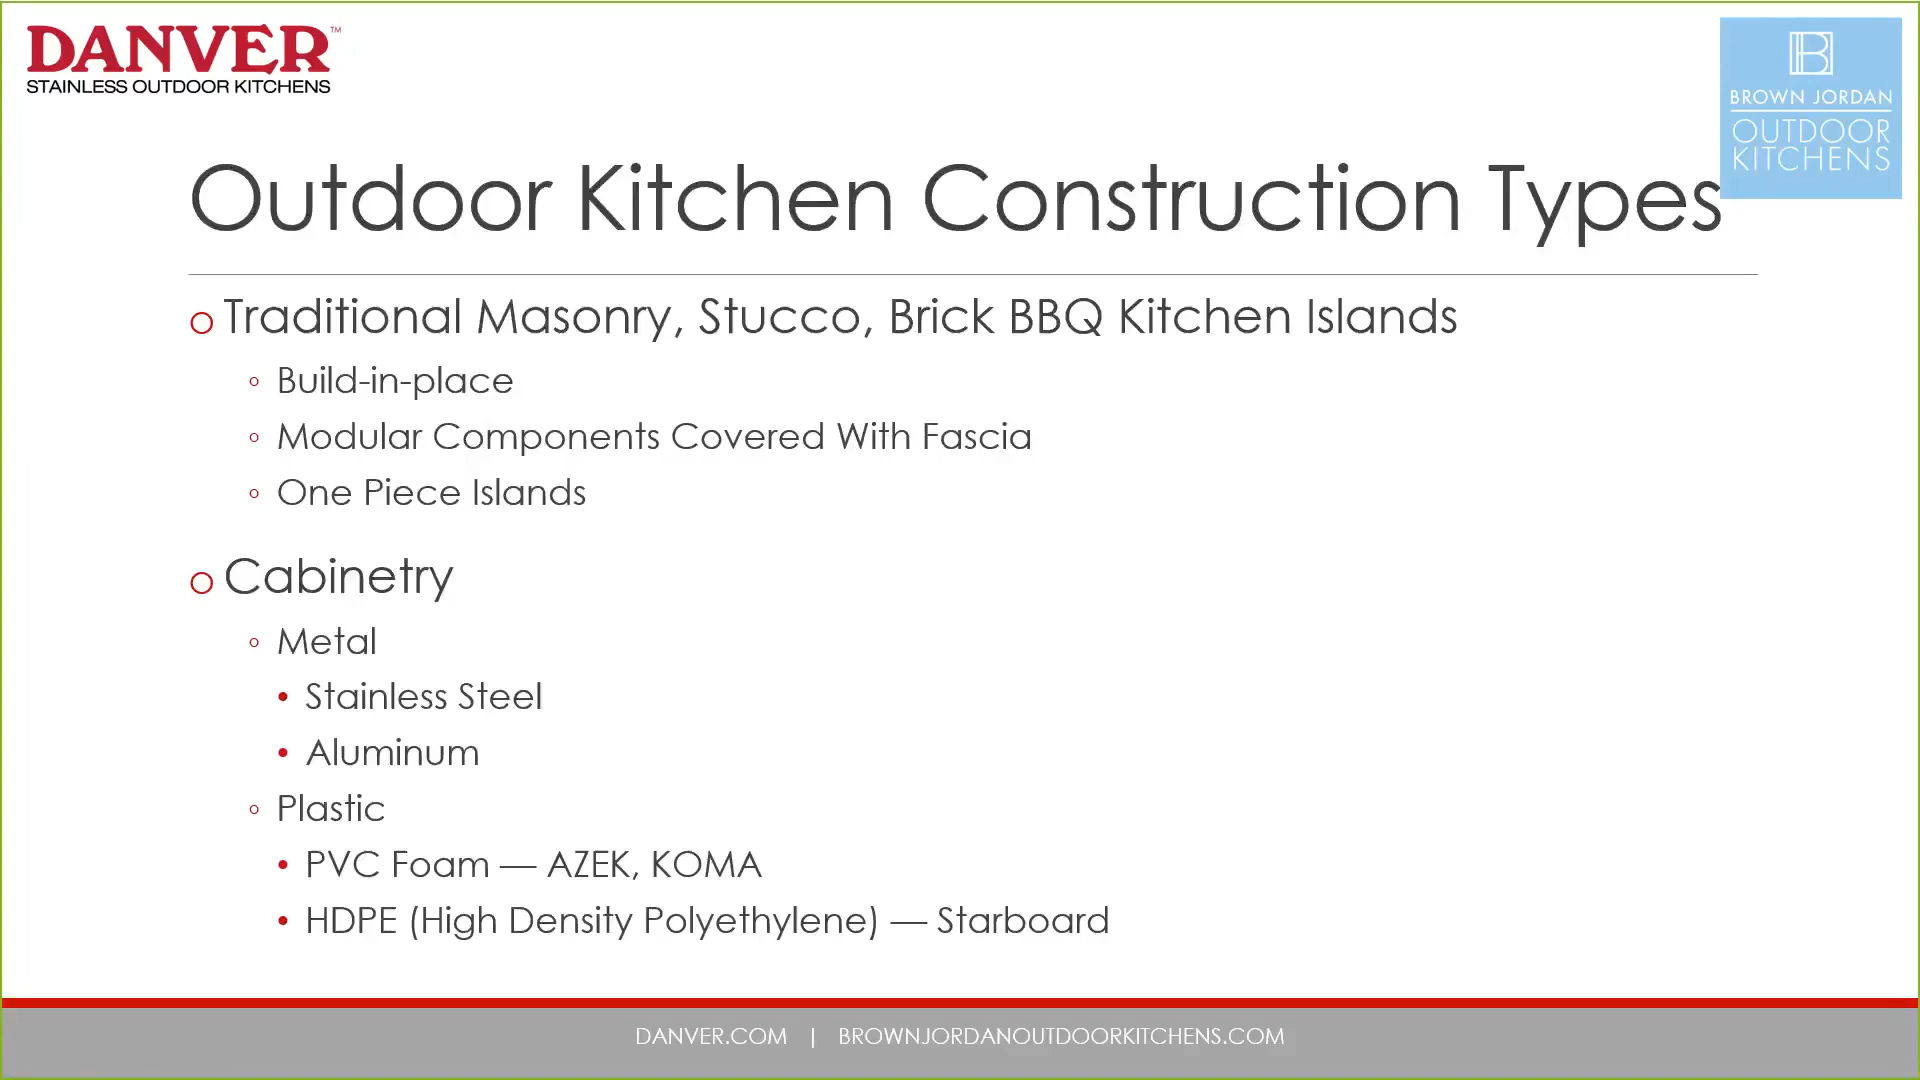 DANVER™
STAINLESS OUTDOOR KITCHENS
B
BROWN JORDAN
OUTDOOR
KITCHENS
Outdoor Kitchen Construction Types
o Traditional Masonry, Stucco, Brick BBQ Kitchen Islands
◦ Build-in-place
◦ Modular Components Covered With Fascia
◦ One Piece Islands
o Cabinetry
◦ Metal
• Stainless Steel
• Aluminum
◦ Plastic
• PVC Foam — AZEK, KOMA
• HDPE (High Density Polyethylene) — Starboard
DANVER.COM | BROWNJORDANOUTDOORKITCHENS.COM